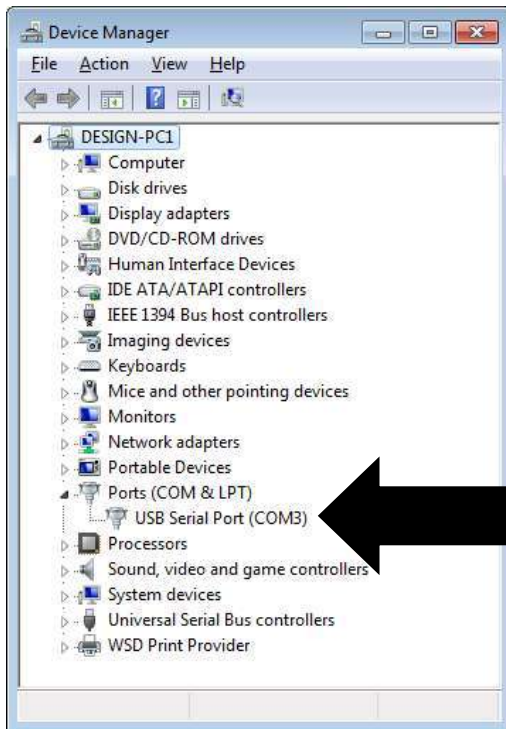 Device Manager
File Action View Help
DESIGN-PC1
Computer
Disk drives
Display adapters
DVD/CD-ROM drives
Human Interface Devices
IDE ATA/ATAPI controllers
IEEE 1394 Bus host controllers
Imaging devices
Keyboards
Mice and other pointing devices
Monitors
Network adapters
Portable Devices
Ports (COM & LPT)
USB Serial Port (COM3)
Processors
Sound, video and game controllers
System devices
Universal Serial Bus controllers
WSD Print Provider